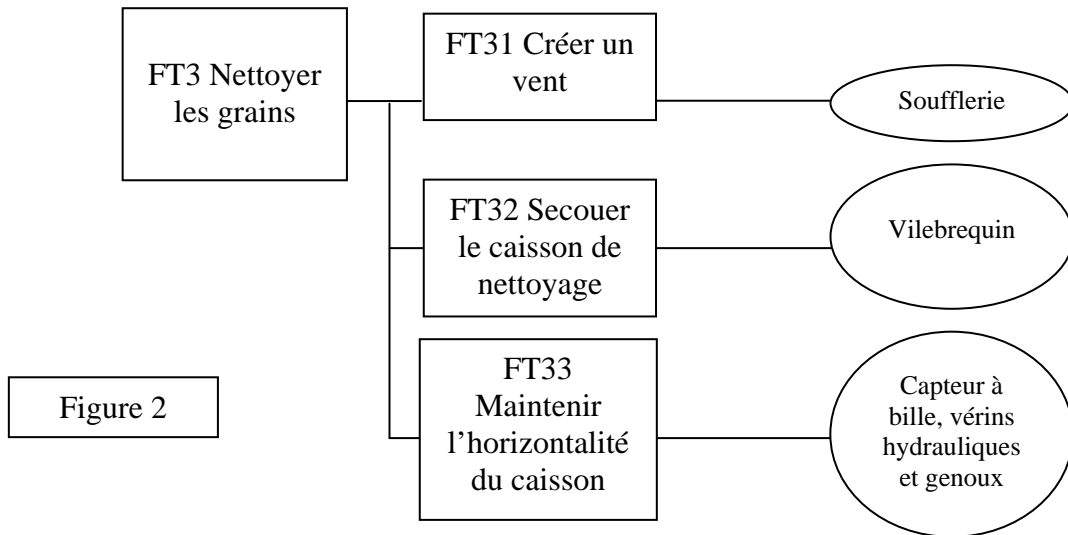 FT3 Nettoyer
les grains
FT31 Créer un
vent
Soufflerie
FT32 Secouer
le caisson de
nettoyage
Vilebrequin
FT33
Maintenir
l’horizontalité
du caisson
Capteur à
bille, vérins
hydrauliques
et genoux
Figure 2